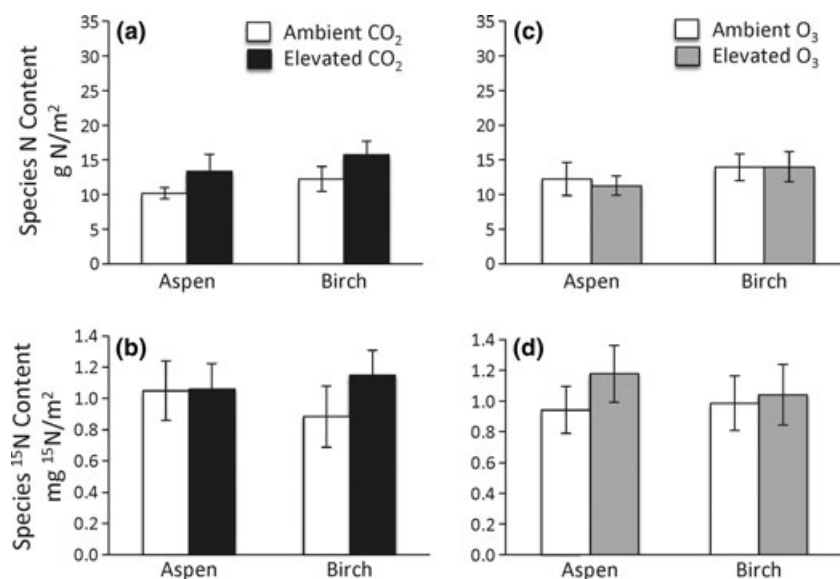 (a)
Ambient CO₂
Elevated CO₂
Species N Content
g N/m²
35
30
25
20
15
10
5
0
Aspen Birch
(c)
Ambient O₃
Elevated O₃
35
30
25
20
15
10
5
0
Aspen Birch
(b)
Species ¹⁵N Content
mg ¹⁵N/m²
1.4
1.2
1.0
0.8
0.6
0.4
0.2
0.0
Aspen Birch
(d)
1.4
1.2
1.0
0.8
0.6
0.4
0.2
0.0
Aspen Birch